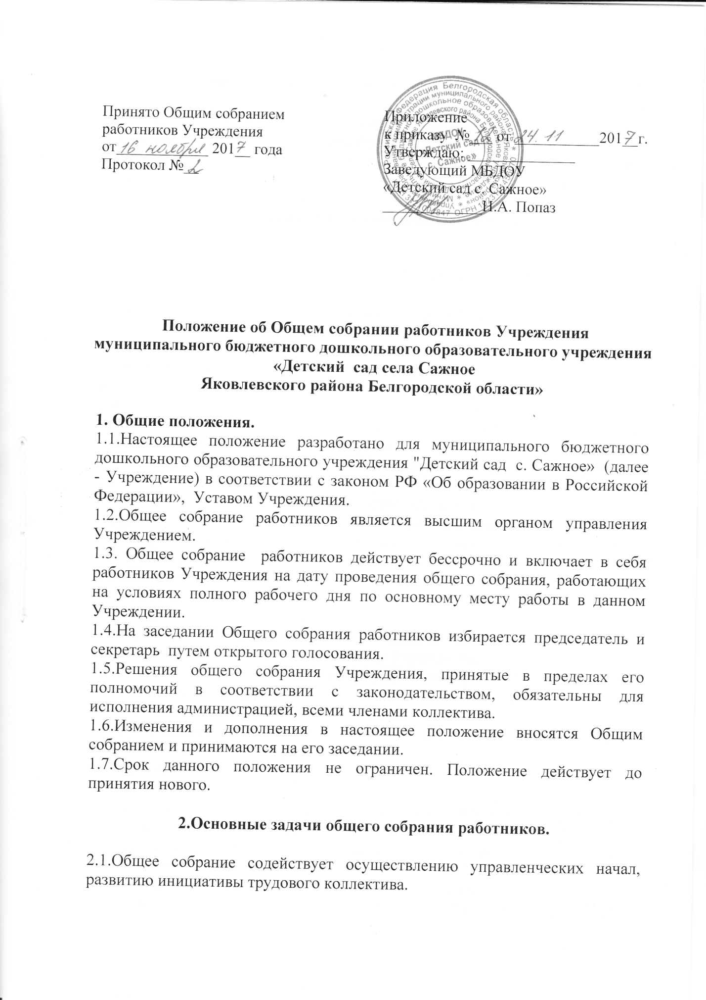 Принято Общим собранием
работников Учреждения
от 16 ноября 2017 года
Протокол № 2
Приложение
к приказу № от 24. 11 2017 г.
Утверждаю:
Заведующий МБДОУ
«Детский сад с. Сажное»
Н.А. Попаз
МБДОУ
«Детский сад
с. Сажное»
Положение об Общем собрании работников Учреждения
муниципального бюджетного дошкольного образовательного учреждения
«Детский сад села Сажное
Яковлевского района Белгородской области»
1. Общие положения.
1.1.Настоящее положение разработано для муниципального бюджетного
дошкольного образовательного учреждения "Детский сад с. Сажное» (далее
- Учреждение) в соответствии с законом РФ «Об образовании в Российской
Федерации», Уставом Учреждения.
1.2.Общее собрание работников является высшим органом управления
Учреждением.
1.3. Общее собрание работников действует бессрочно и включает в себя
работников Учреждения на дату проведения общего собрания, работающих
на условиях полного рабочего дня по основному месту работы в данном
Учреждении.
1.4.На заседании Общего собрания работников избирается председатель и
секретарь путем открытого голосования.
1.5.Решения общего собрания Учреждения, принятые в пределах его
полномочий в соответствии с законодательством, обязательны для
исполнения администрацией, всеми членами коллектива.
1.6.Изменения и дополнения в настоящее положение вносятся Общим
собранием и принимаются на его заседании.
1.7.Срок данного положения не ограничен. Положение действует до
принятия нового.
2.Основные задачи общего собрания работников.
2.1.Общее собрание содействует осуществлению управленческих начал,
развитию инициативы трудового коллектива.